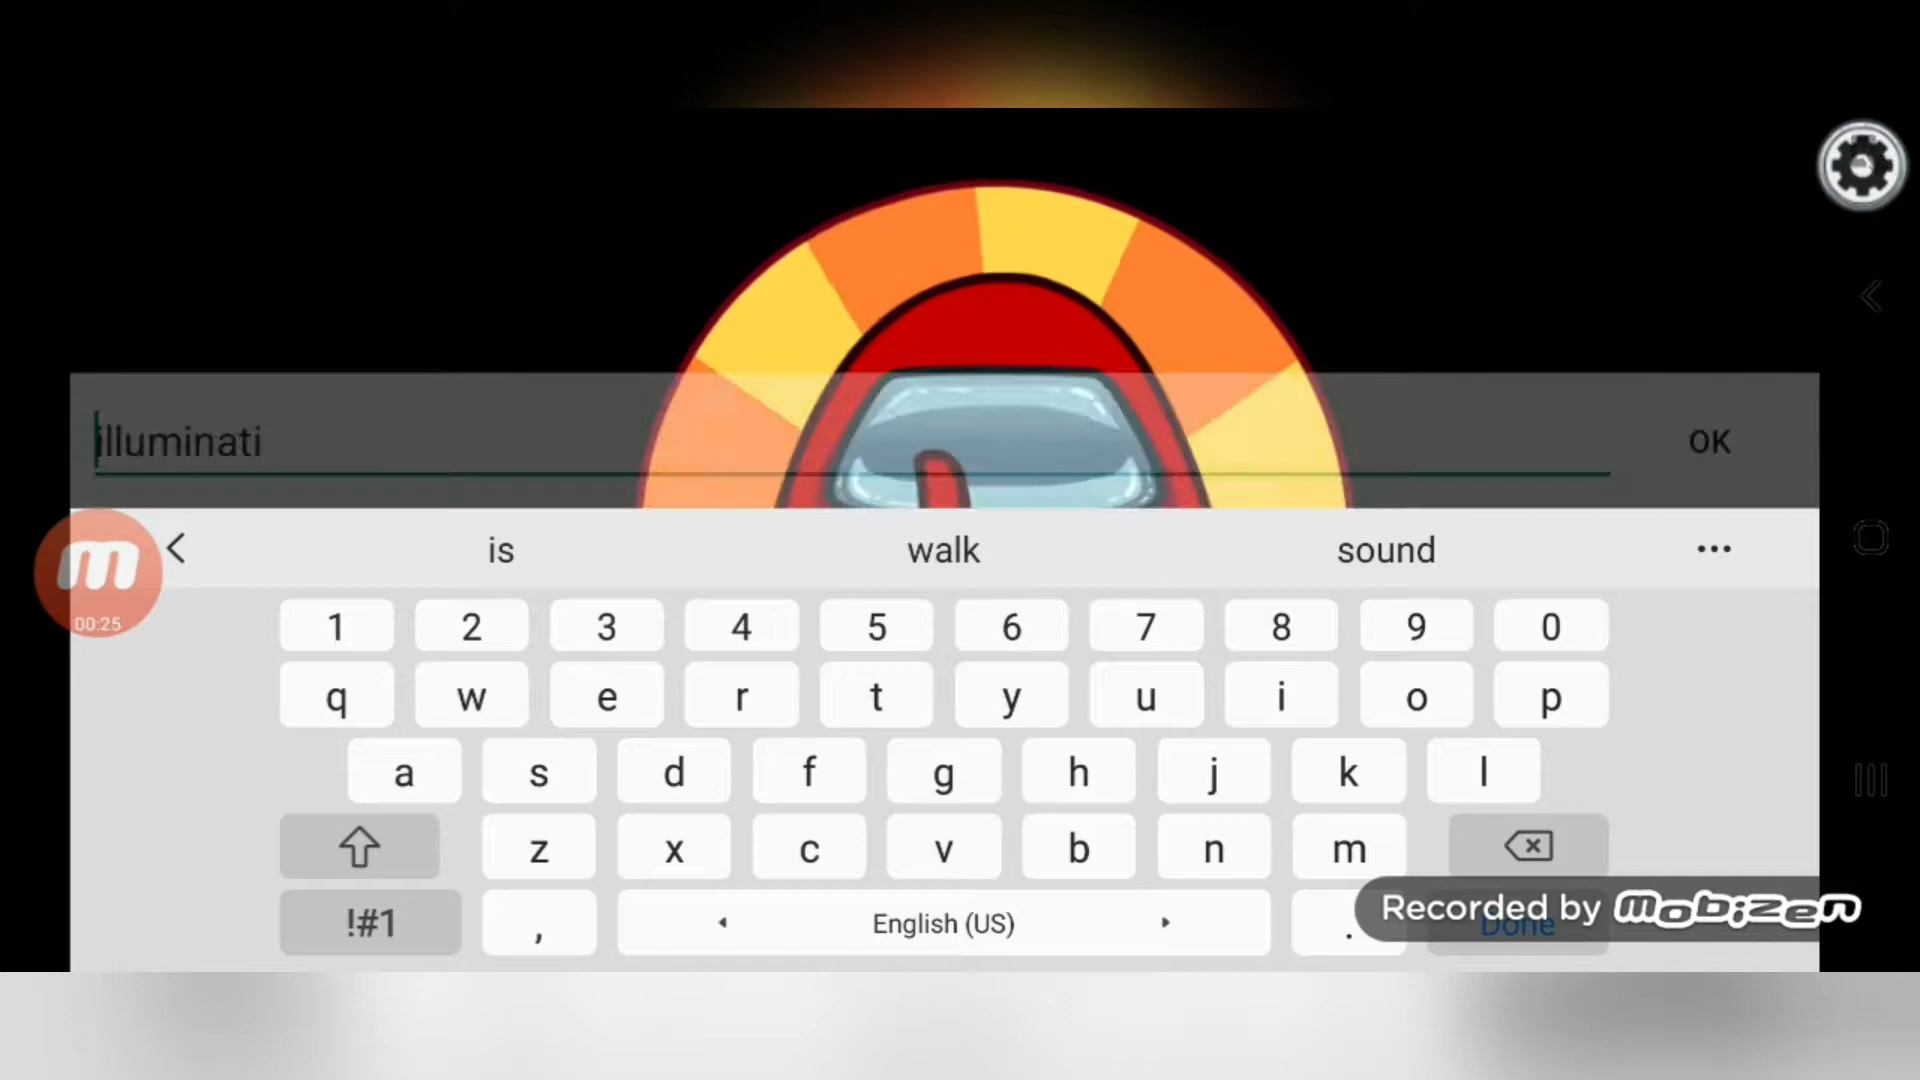 illuminati
OK
is walk sound
00:25
1 2 3 4 5 6 7 8 9 0
q w e r t y u i o p
a s d f g h j k l
z x c v b n m
!#1 , English (US) . Done
Recorded by mobizen